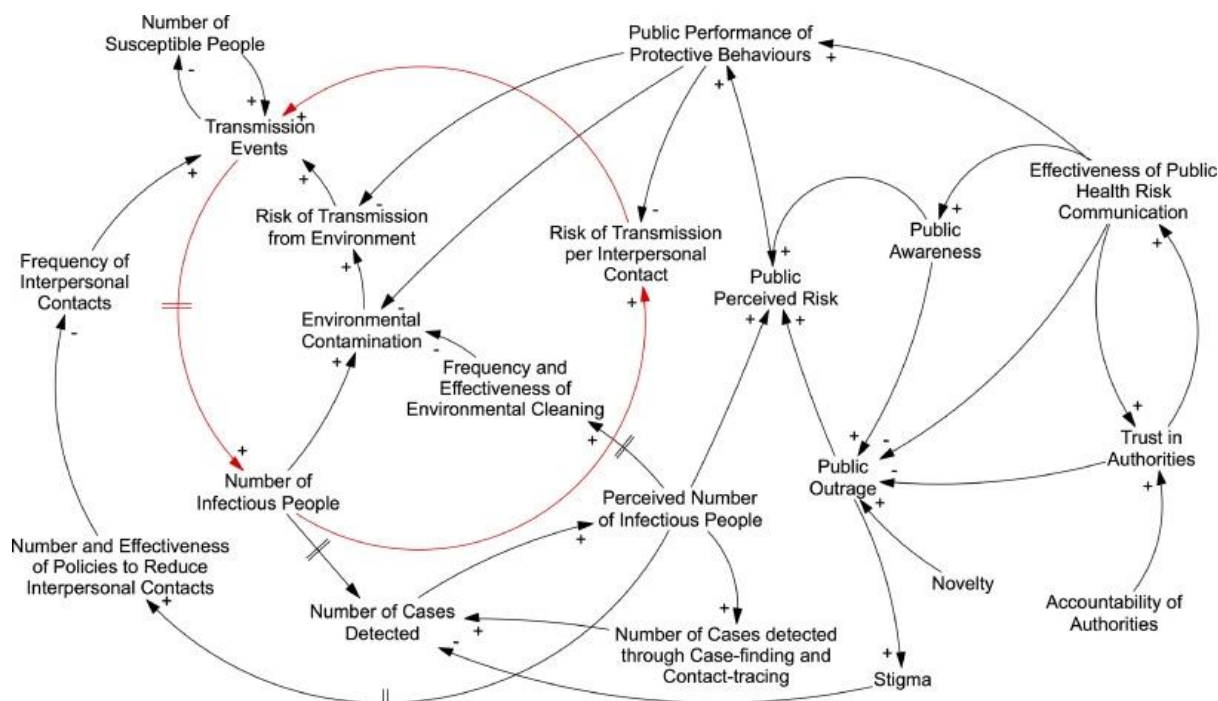 Number of
Susceptible People
Public Performance of
Protective Behaviours
-
+
+
+
+
Transmission
Events
+
+
Effectiveness of Public
Health Risk
Communication
Risk of Transmission
from Environment
-
-
+
+
Risk of Transmission
per Interpersonal
Contact
Public
Awareness
Frequency of
Interpersonal
Contacts
+
+
Public
Perceived Risk
-
+
-
+
+
+
Environmental
Contamination
-
Frequency and
Effectiveness of
Environmental Cleaning
+
+
+
+
-
Trust in
Authorities
Number of
Infectious People
Public
Outrage
-
+
+
Perceived Number
of Infectious People
Number and Effectiveness
of Policies to Reduce
Interpersonal Contacts
+
+
Novelty
Accountability of
Authorities
Number of Cases
Detected
+
-
+
Number of Cases detected
through Case-finding and
Contact-tracing
+
Stigma